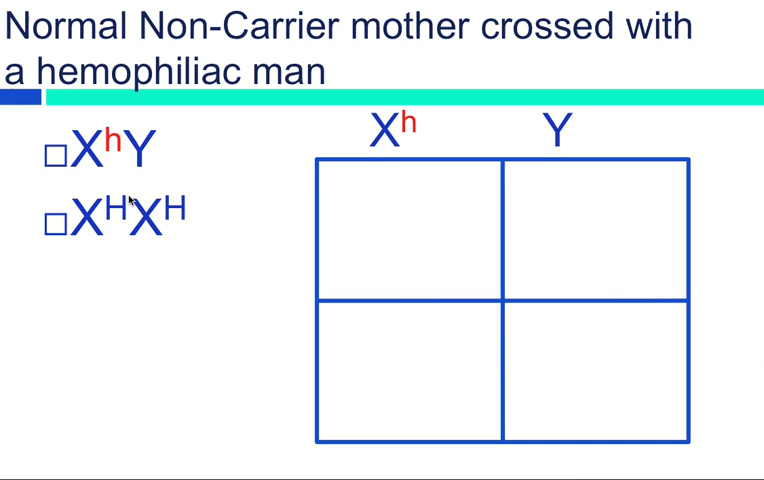 Normal Non-Carrier mother crossed with
a hemophiliac man
XʰY
XᴴXᴴ
Xʰ Y